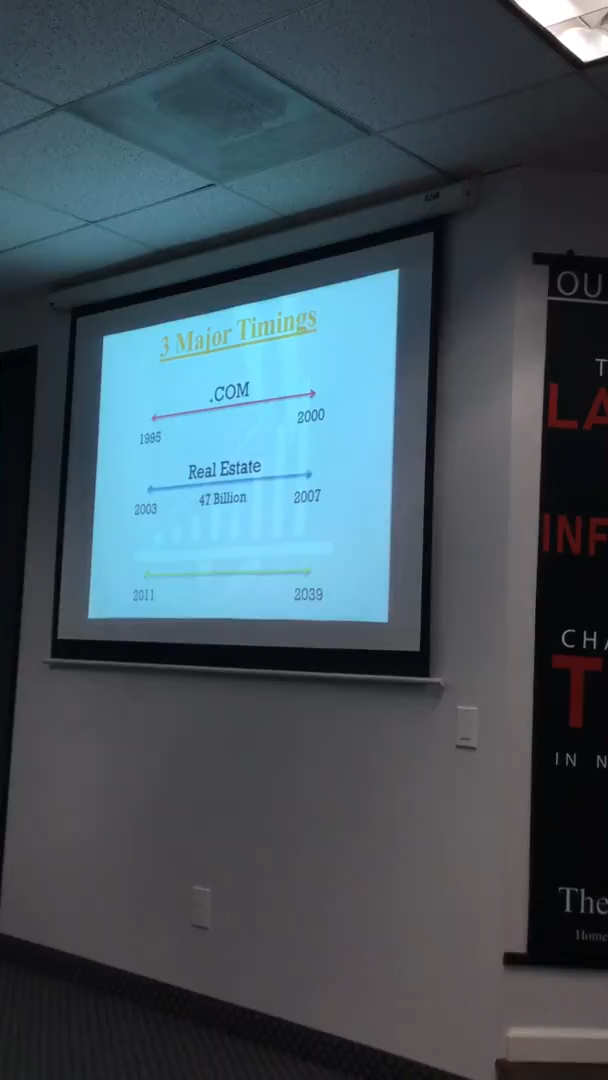 3 Major Timings
.COM
1995
2000
Real Estate
2003
47 Billion
2007
2011
2039
OU
T
LA
INF
CHA
T
IN N
The
Home